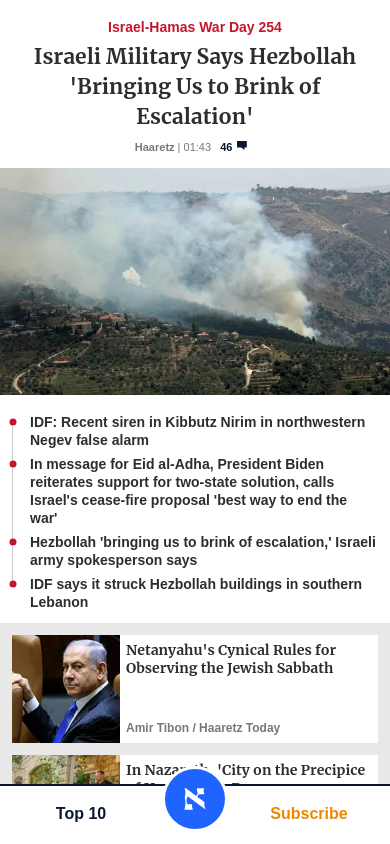 Israel-Hamas War Day 254
Israeli Military Says Hezbollah
'Bringing Us to Brink of
Escalation'
Haaretz | 01:43 46
IDF: Recent siren in Kibbutz Nirim in northwestern
Negev false alarm
In message for Eid al-Adha, President Biden
reiterates support for two-state solution, calls
Israel's cease-fire proposal 'best way to end the
war'
Hezbollah 'bringing us to brink of escalation,' Israeli
army spokesperson says
IDF says it struck Hezbollah buildings in southern
Lebanon
Netanyahu's Cynical Rules for
Observing the Jewish Sabbath
Amir Tibon / Haaretz Today
In 'City on the Precipice
Top 10
Subscribe